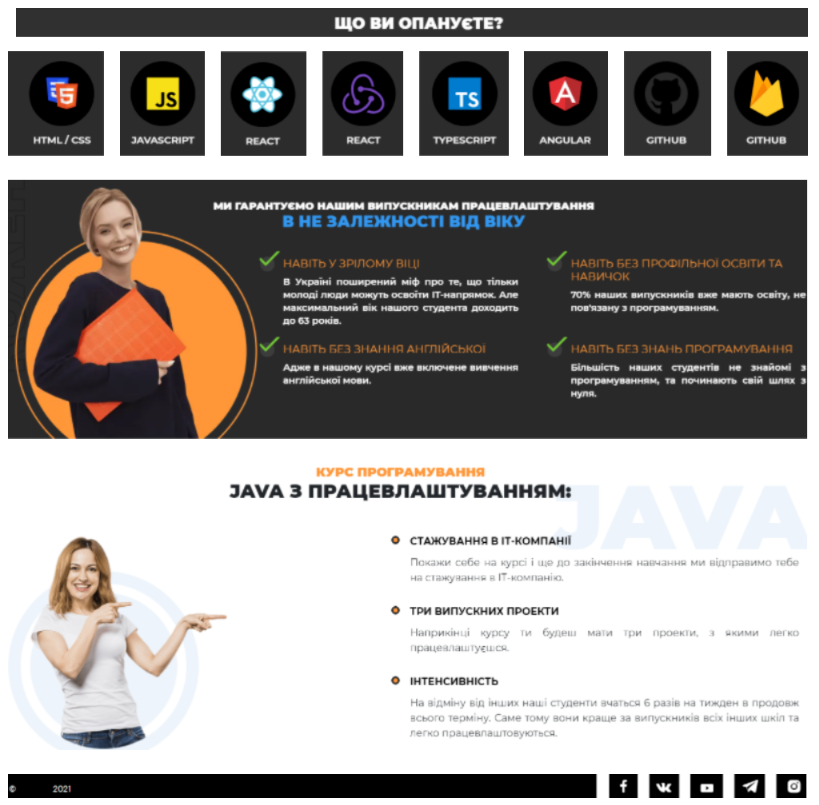 ЩО ВИ ОПАНУЄТЕ?
HTML / CSS
JS
JAVASCRIPT
REACT
REACT
TS
TYPESCRIPT
A
ANGULAR
GITHUB
GITHUB
МИ ГАРАНТУЄМО НАШИМ ВИПУСКНИКАМ ПРАЦЕВЛАШТУВАННЯ
В НЕ ЗАЛЕЖНОСТІ ВІД ВІКУ
НАВІТЬ У ЗРІЛОМУ ВІЦІ
В Україні поширений міф про те, що тільки
молоді люди можуть освоїти IT-напрямок. Але
максимальний вік нашого студента доходить
до 63 років.
НАВІТЬ БЕЗ ЗНАННЯ АНГЛІЙСЬКОЇ
Адже в нашому курсі вже включене вивчення
англійської мови.
НАВІТЬ БЕЗ ПРОФІЛЬНОЇ ОСВІТИ ТА
НАВИЧОК
70% наших випускників вже мають освіту, не
пов'язану з програмуванням.
НАВІТЬ БЕЗ ЗНАНЬ ПРОГРАМУВАННЯ
Більшість наших студентів не знайомі з
програмуванням, та починають свій шлях з
нуля.
КУРС ПРОГРАМУВАННЯ
JAVA З ПРАЦЕВЛАШТУВАННЯМ:
JAVA
СТАЖУВАННЯ В IT-КОМПАНІЇ
Покажи себе на курсі і ще до закінчення навчання ми відправимо тебе
на стажування в IT-компанію.
ТРИ ВИПУСКНИХ ПРОЕКТИ
Наприкінці курсу ти будеш мати три проекти, з якими легко
працевлаштуєшся.
ІНТЕНСИВНІСТЬ
На відміну від інших наші студенти вчаться 6 разів на тижден в продовж
всього терміну. Саме тому вони краще за випускників всіх інших шкіл та
легко працевлаштовуються.
© 2021